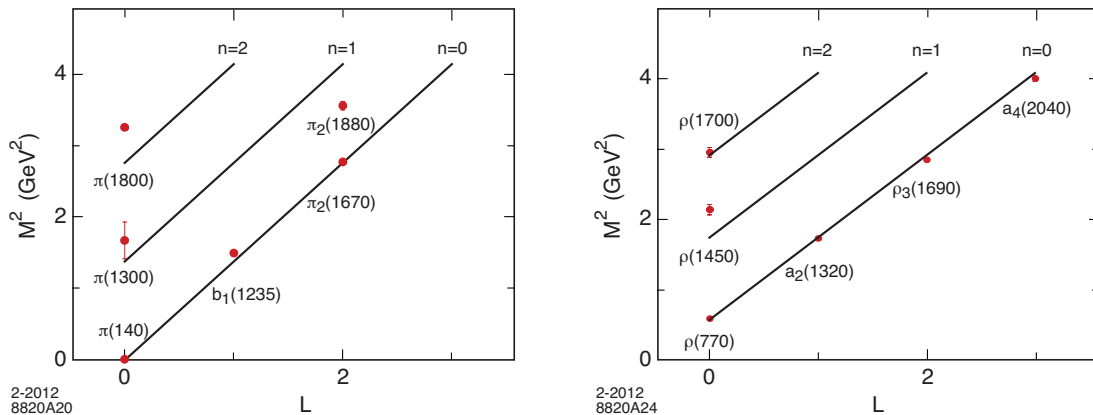 n=2 n=1 n=0
4
M² (GeV²)
π₂(1880)
π(1800)
π₂(1670)
2
π(1300)
b₁(1235)
π(140)
0
0 2
L
2-2012
8820A20
n=2 n=1 n=0
4
M² (GeV²)
a₄(2040)
ρ(1700)
ρ₃(1690)
2
ρ(1450)
a₂(1320)
ρ(770)
0
0 2
L
2-2012
8820A24